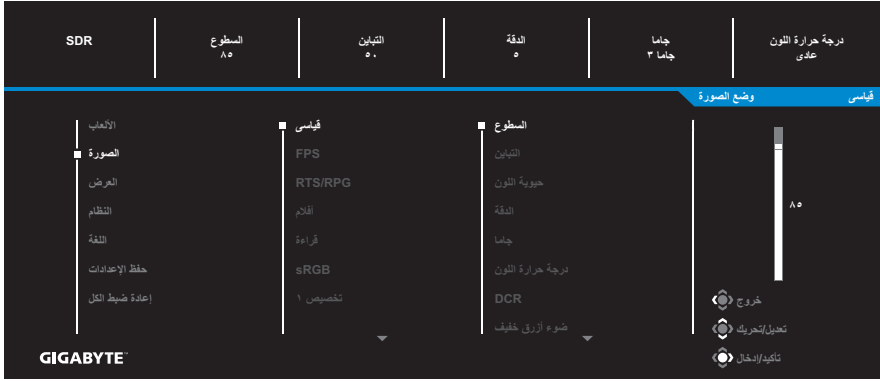 درجة حرارة اللون
عادى
جاما
جاما ٣
الدقة
٥
التباين
٥٠
السطوع
٨٥
SDR
قياسى
وضع الصورة
الألعاب
الصورة
العرض
النظام
اللغة
حفظ الإعدادات
إعادة ضبط الكل
قياسى
FPS
RTS/RPG
أفلام
قراءة
sRGB
تخصيص ١
السطوع
التباين
حيوية اللون
الدقة
جاما
درجة حرارة اللون
DCR
ضوء أزرق خفيف
٨٥
خروج
تعديل/تحريك
تأكيد/إدخال
GIGABYTE™